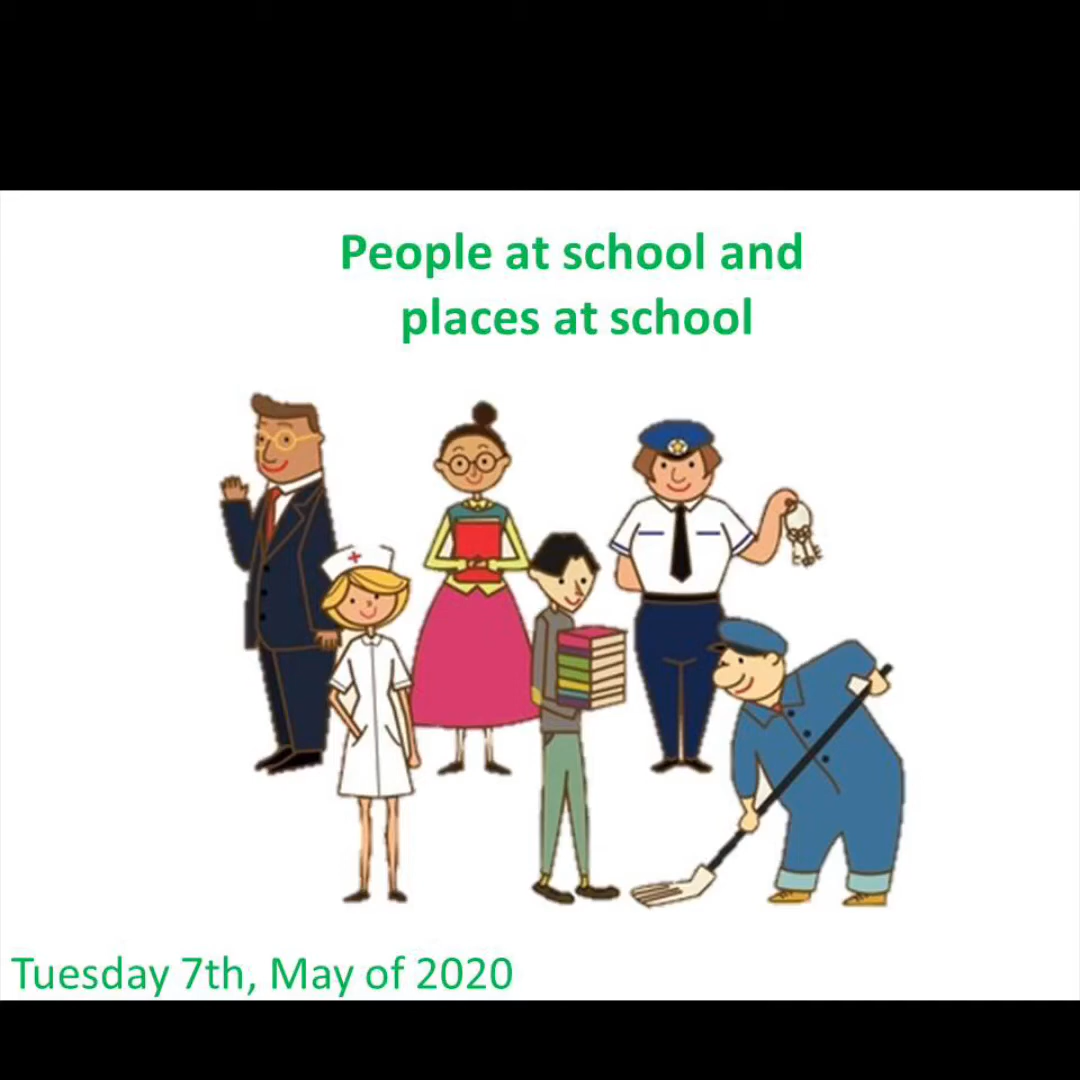 People at school and
places at school
Tuesday 7th, May of 2020